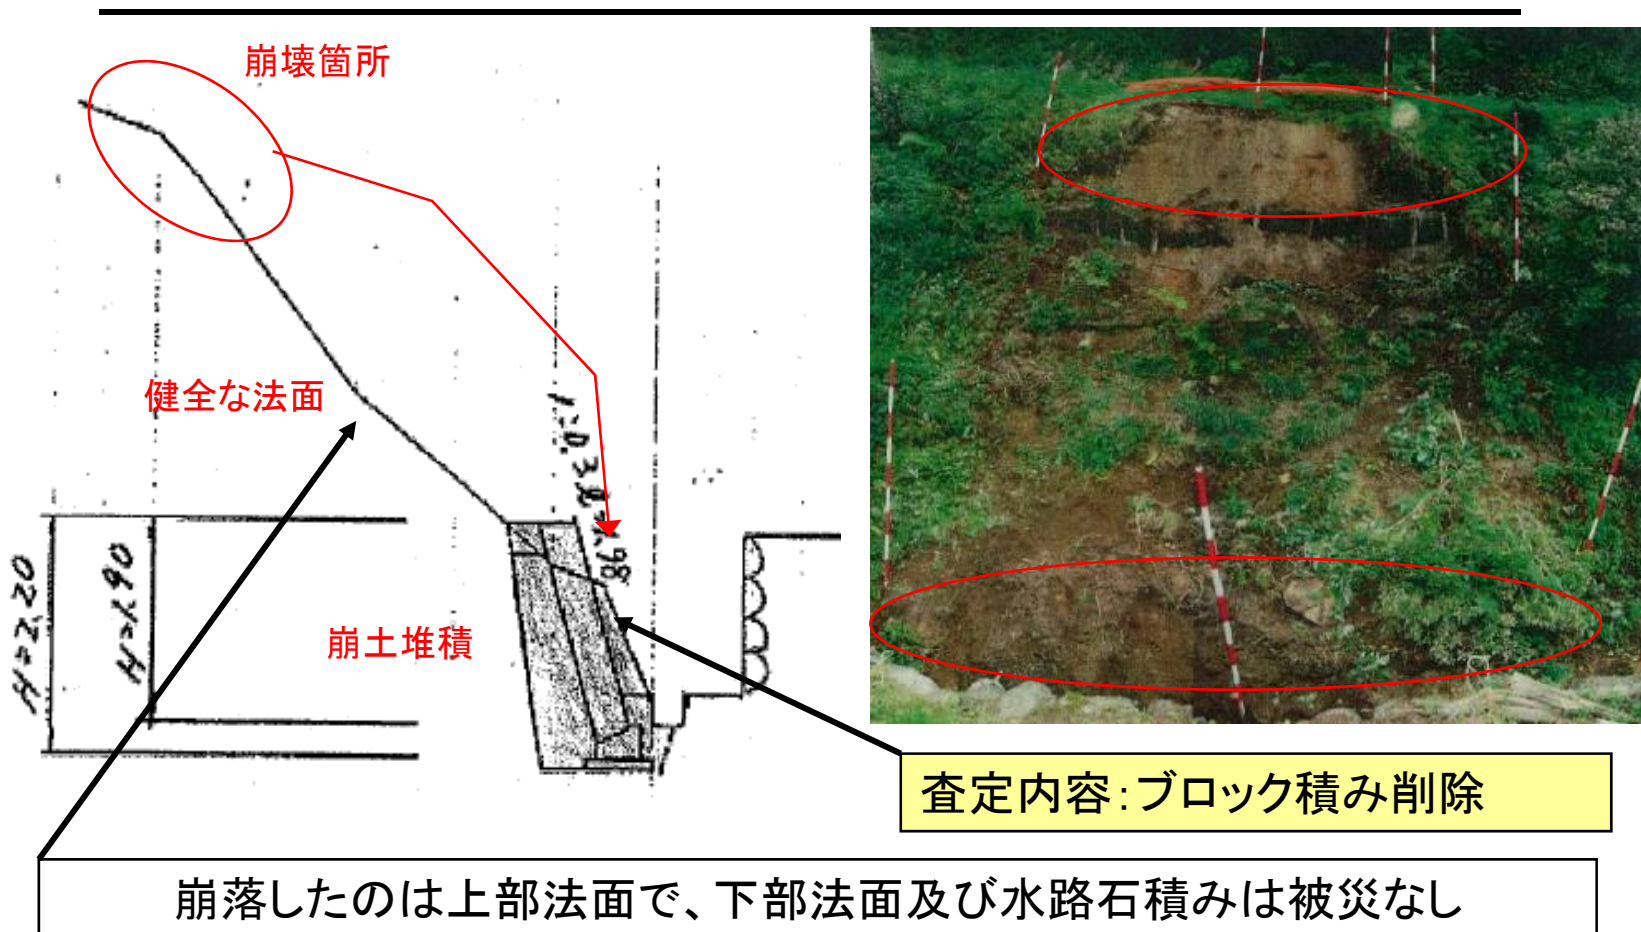 崩壊箇所
健全な法面
1:0.3 ℓ=1.98
H=2.20
H=1.90
崩土堆積
査定内容:ブロック積み削除
崩落したのは上部法面で、下部法面及び水路石積みは被災なし